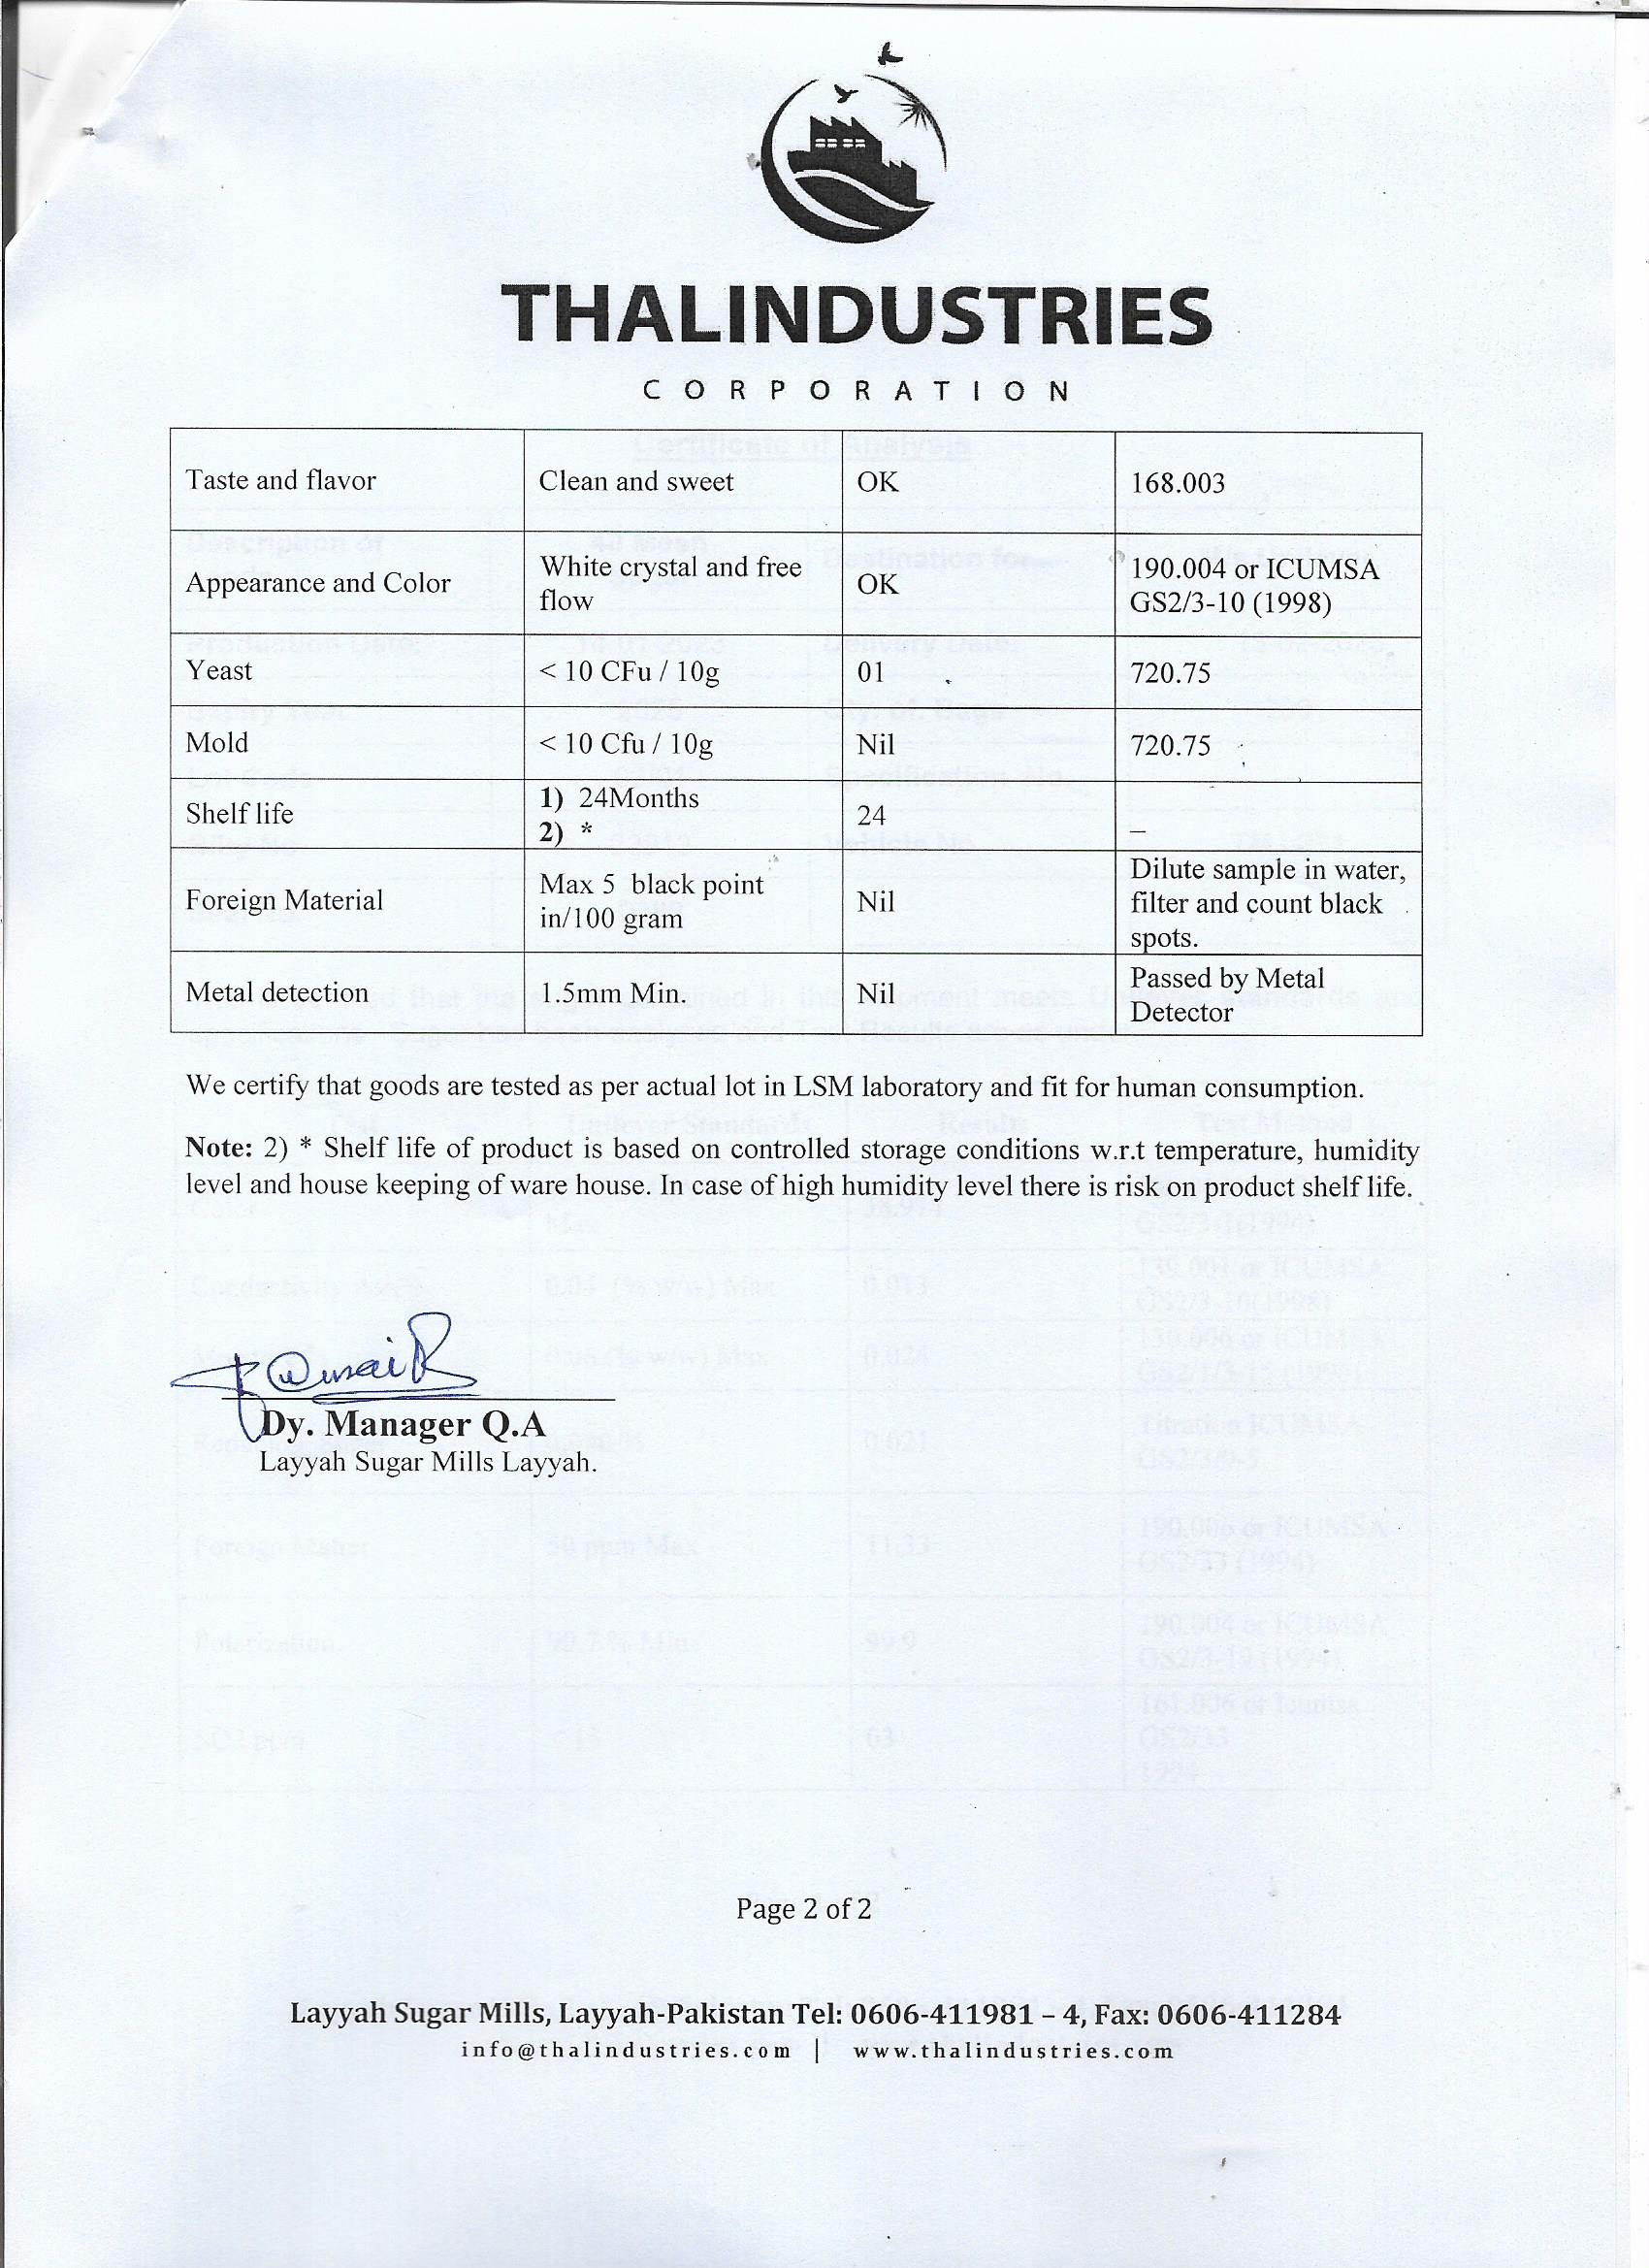 THALINDUSTRIES
CORPORATION
Taste and flavor Clean and sweet OK 168.003
Appearance and Color White crystal and free flow OK 190.004 or ICUMSA GS2/3-10 (1998)
Yeast < 10 CFu / 10g 01 720.75
Mold < 10 Cfu / 10g Nil 720.75
Shelf life 1) 24Months 2) * 24 –
Foreign Material Max 5 black point in/100 gram Nil Dilute sample in water, filter and count black spots.
Metal detection 1.5mm Min. Nil Passed by Metal Detector
We certify that goods are tested as per actual lot in LSM laboratory and fit for human consumption.
Note: 2) * Shelf life of product is based on controlled storage conditions w.r.t temperature, humidity
level and house keeping of ware house. In case of high humidity level there is risk on product shelf life.
Dy. Manager Q.A
Layyah Sugar Mills Layyah.
Page 2 of 2
Layyah Sugar Mills, Layyah-Pakistan Tel: 0606-411981 – 4, Fax: 0606-411284
info@thalindustries.com | www.thalindustries.com